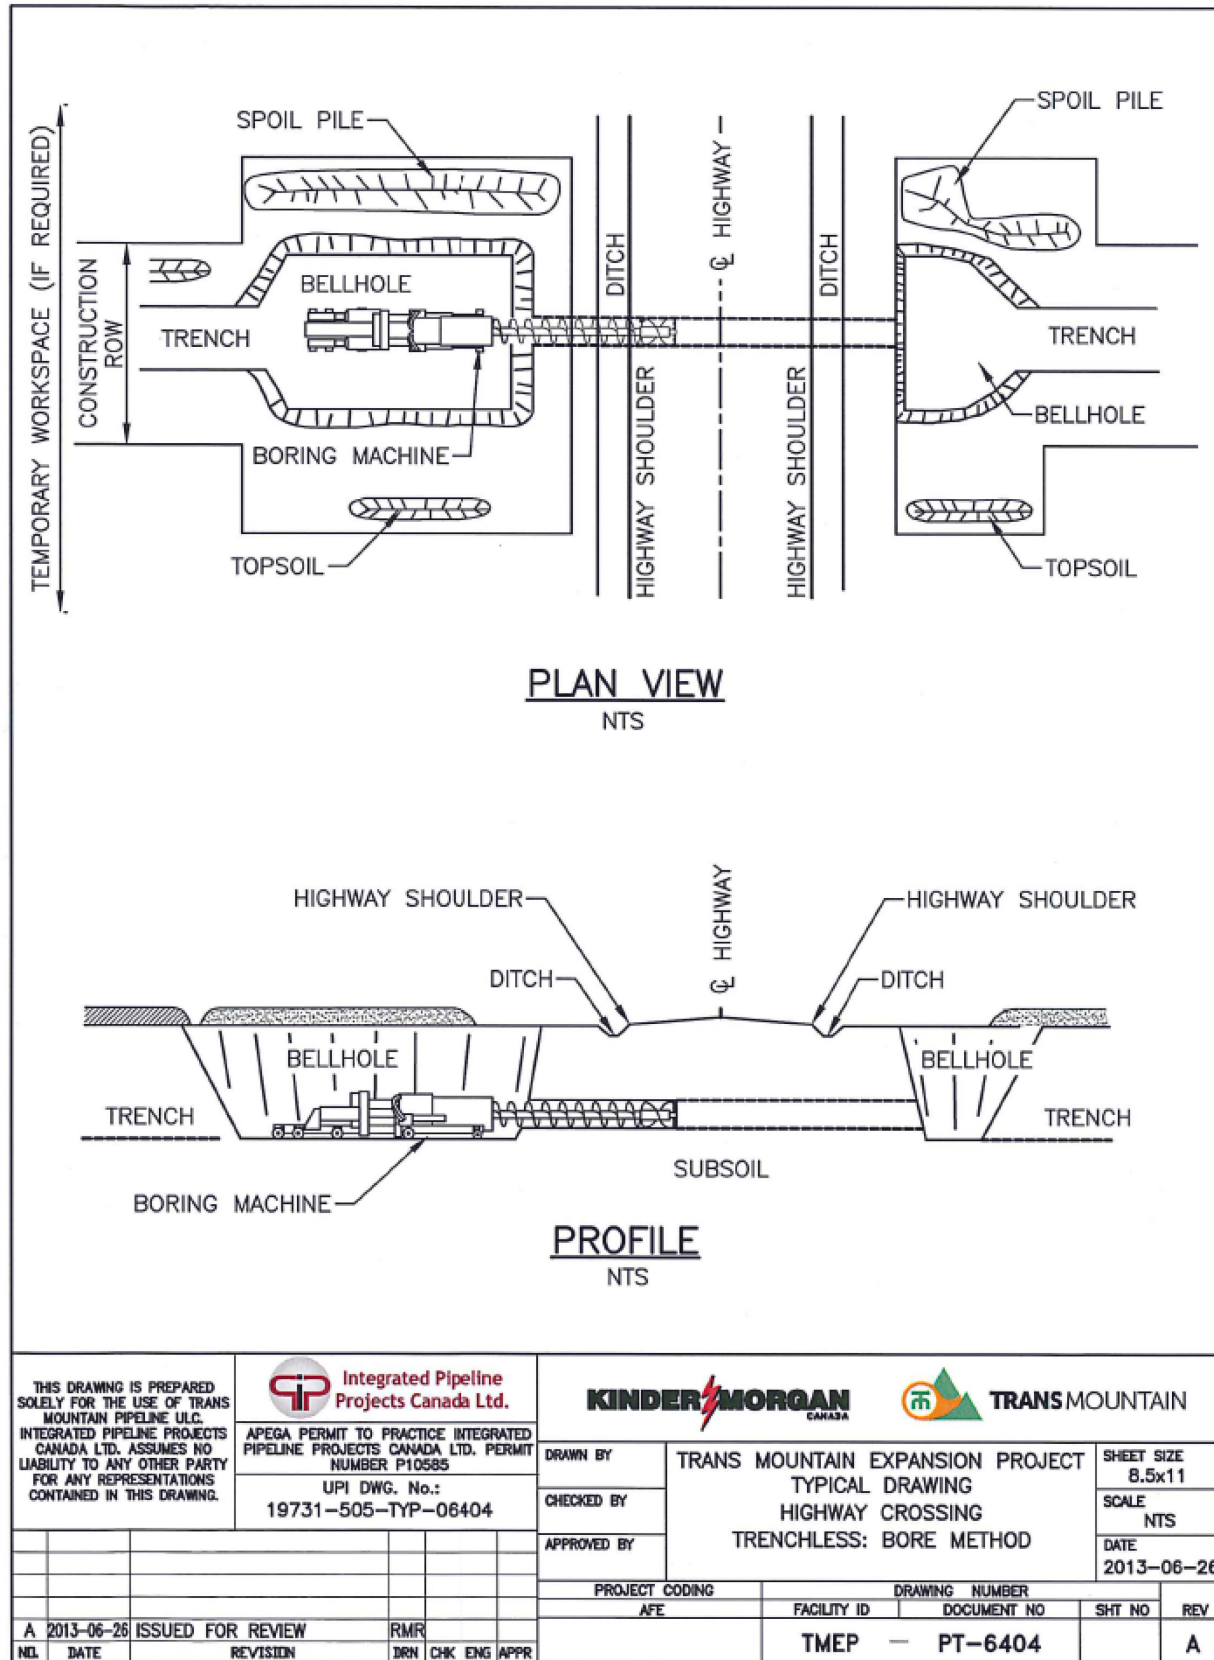 SPOIL PILE
SPOIL PILE
TEMPORARY WORKSPACE (IF REQUIRED)
CONSTRUCTION
ROW
TRENCH
BELLHOLE
DITCH
℄ HIGHWAY
DITCH
TRENCH
BELLHOLE
BORING MACHINE
HIGHWAY SHOULDER
HIGHWAY SHOULDER
TOPSOIL
TOPSOIL
PLAN VIEW
NTS
HIGHWAY SHOULDER
℄ HIGHWAY
HIGHWAY SHOULDER
DITCH
DITCH
BELLHOLE
BELLHOLE
TRENCH
TRENCH
SUBSOIL
BORING MACHINE
PROFILE
NTS
THIS DRAWING IS PREPARED
SOLELY FOR THE USE OF TRANS
MOUNTAIN PIPELINE ULC.
INTEGRATED PIPELINE PROJECTS
CANADA LTD. ASSUMES NO
LIABILITY TO ANY OTHER PARTY
FOR ANY REPRESENTATIONS
CONTAINED IN THIS DRAWING.
Integrated Pipeline
Projects Canada Ltd.
APEGA PERMIT TO PRACTICE INTEGRATED
PIPELINE PROJECTS CANADA LTD. PERMIT
NUMBER P10585
UPI DWG. No.:
19731-505-TYP-06404
KINDER MORGAN
CANADA
TRANSMOUNTAIN
DRAWN BY
CHECKED BY
APPROVED BY
TRANS MOUNTAIN EXPANSION PROJECT
TYPICAL DRAWING
HIGHWAY CROSSING
TRENCHLESS: BORE METHOD
SHEET SIZE
8.5x11
SCALE
NTS
DATE
2013-06-26
PROJECT CODING
DRAWING NUMBER
AFE
FACILITY ID
DOCUMENT NO
SHT NO
REV
TMEP — PT-6404
A
A 2013-06-26 ISSUED FOR REVIEW RMR
NO. DATE REVISION DRN CHK ENG APPR